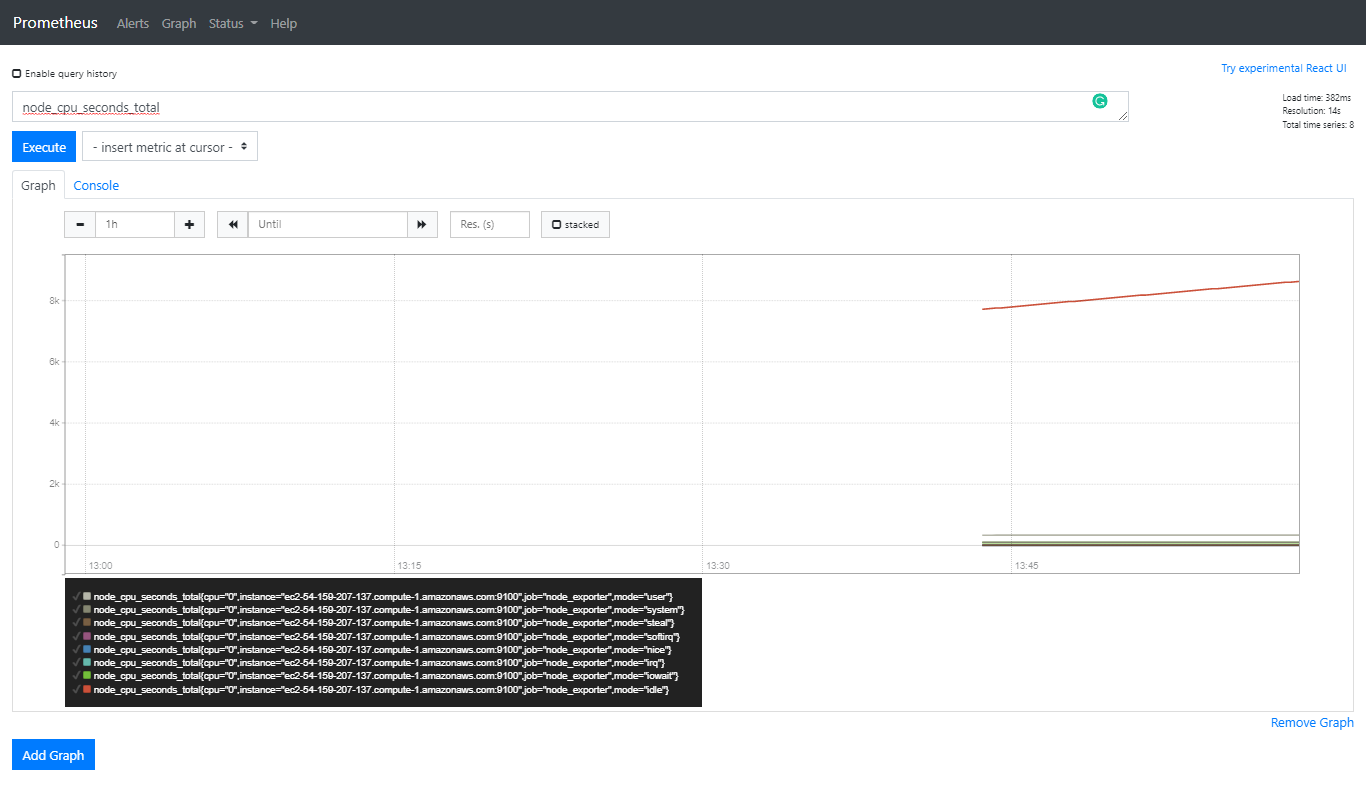 Prometheus Alerts Graph Status Help
Enable query history
Try experimental React UI
node_cpu_seconds_total
G
Load time: 382ms
Resolution: 14s
Total time series: 8
Execute - insert metric at cursor -
Graph Console
1h Until Res. (s) stacked
8k
6k
4k
2k
0
13:00 13:15 13:30 13:45
node_cpu_seconds_total{cpu="0",instance="ec2-54-159-207-137.compute-1.amazonaws.com:9100",job="node_exporter",mode="user"}
node_cpu_seconds_total{cpu="0",instance="ec2-54-159-207-137.compute-1.amazonaws.com:9100",job="node_exporter",mode="system"}
node_cpu_seconds_total{cpu="0",instance="ec2-54-159-207-137.compute-1.amazonaws.com:9100",job="node_exporter",mode="steal"}
node_cpu_seconds_total{cpu="0",instance="ec2-54-159-207-137.compute-1.amazonaws.com:9100",job="node_exporter",mode="softirq"}
node_cpu_seconds_total{cpu="0",instance="ec2-54-159-207-137.compute-1.amazonaws.com:9100",job="node_exporter",mode="nice"}
node_cpu_seconds_total{cpu="0",instance="ec2-54-159-207-137.compute-1.amazonaws.com:9100",job="node_exporter",mode="irq"}
node_cpu_seconds_total{cpu="0",instance="ec2-54-159-207-137.compute-1.amazonaws.com:9100",job="node_exporter",mode="iowait"}
node_cpu_seconds_total{cpu="0",instance="ec2-54-159-207-137.compute-1.amazonaws.com:9100",job="node_exporter",mode="idle"}
Remove Graph
Add Graph